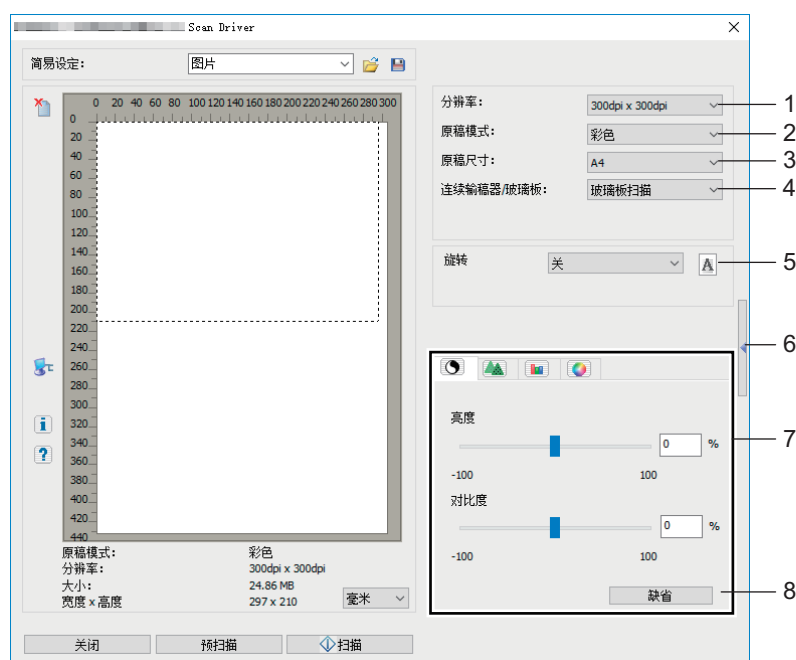 Scan Driver
简易设定:
图片
0 20 40 60 80 100 120 140 160 180 200 220 240 260 280 300
0
20
40
60
80
100
120
140
160
180
200
220
240
260
280
300
320
340
360
380
400
420
440
原稿模式: 彩色
分辨率: 300dpi x 300dpi
大小: 24.86 MB
宽度 x 高度 297 x 210 毫米
关闭 预扫描 扫描
分辨率: 300dpi x 300dpi 1
原稿模式: 彩色 2
原稿尺寸: A4 3
连续输稿器/玻璃板: 玻璃板扫描 4
旋转 关 A 5
6
亮度
0 % 7
-100 100
对比度
0 %
-100 100
缺省 8